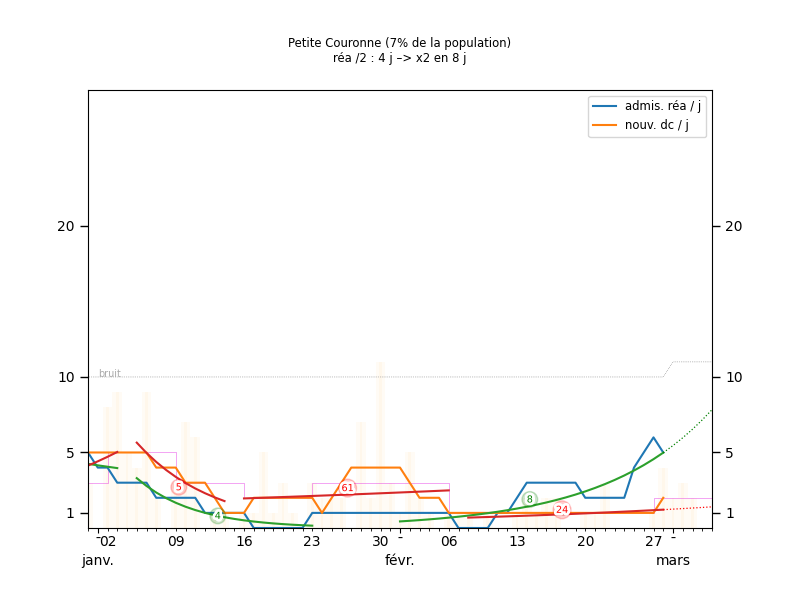 Petite Couronne (7% de la population)
réa /2 : 4 j –> x2 en 8 j
admis. réa / j
nouv. dc / j
20 20
bruit
10 10
5 5
5 61 8 24 4
1 1
02 09 16 23 30 06 13 20 27
janv. févr. mars